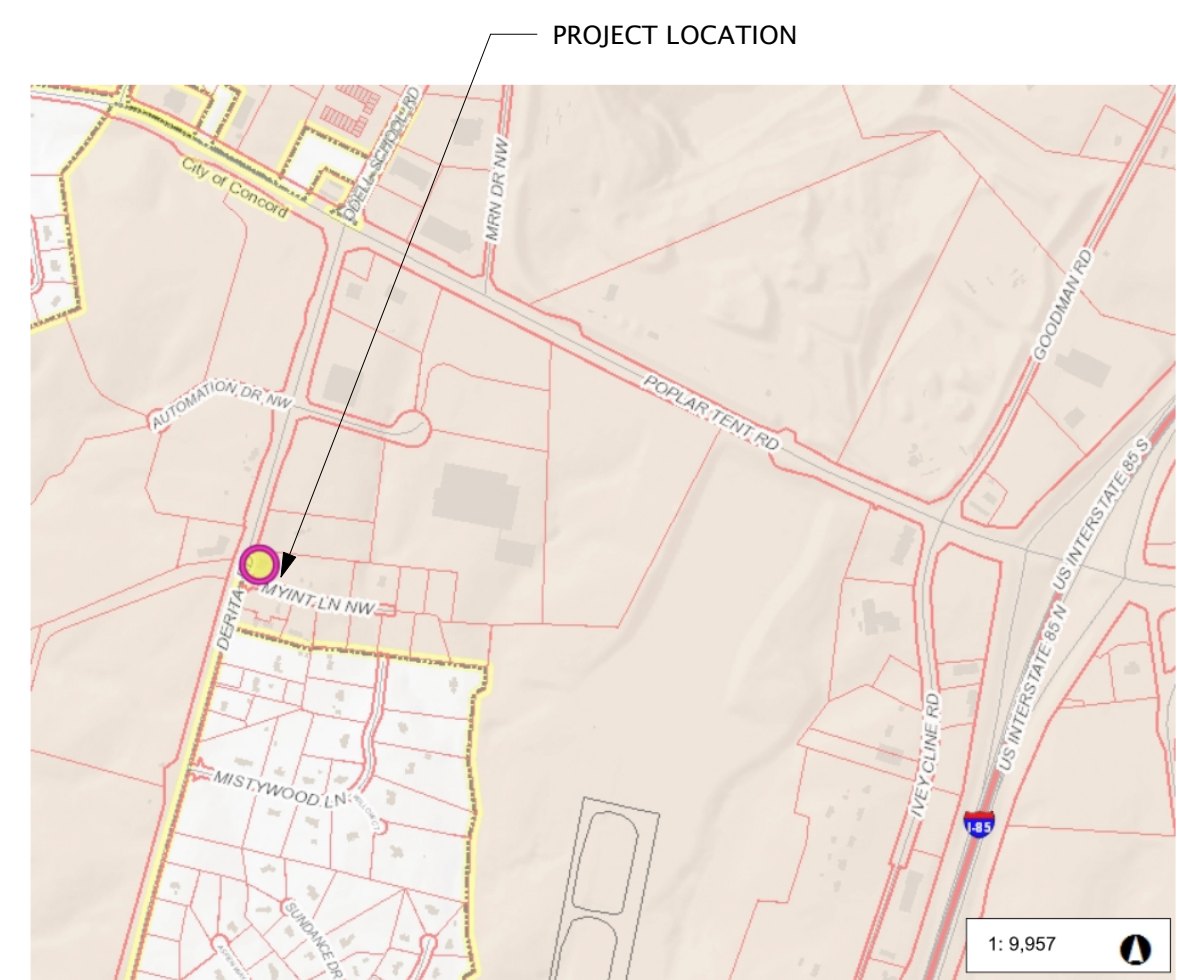 PROJECT LOCATION
City of Concord
ODELL SCHOOL RD
MRN DR NW
GOODMAN RD
AUTOMATION DR NW
POPLAR TENT RD
US INTERSTATE 85 S
MYINT LN NW
DERITA
US INTERSTATE 85 N
IVEY CLINE RD
MISTYWOOD LN
I-85
SUNDANCE DR
1: 9,957